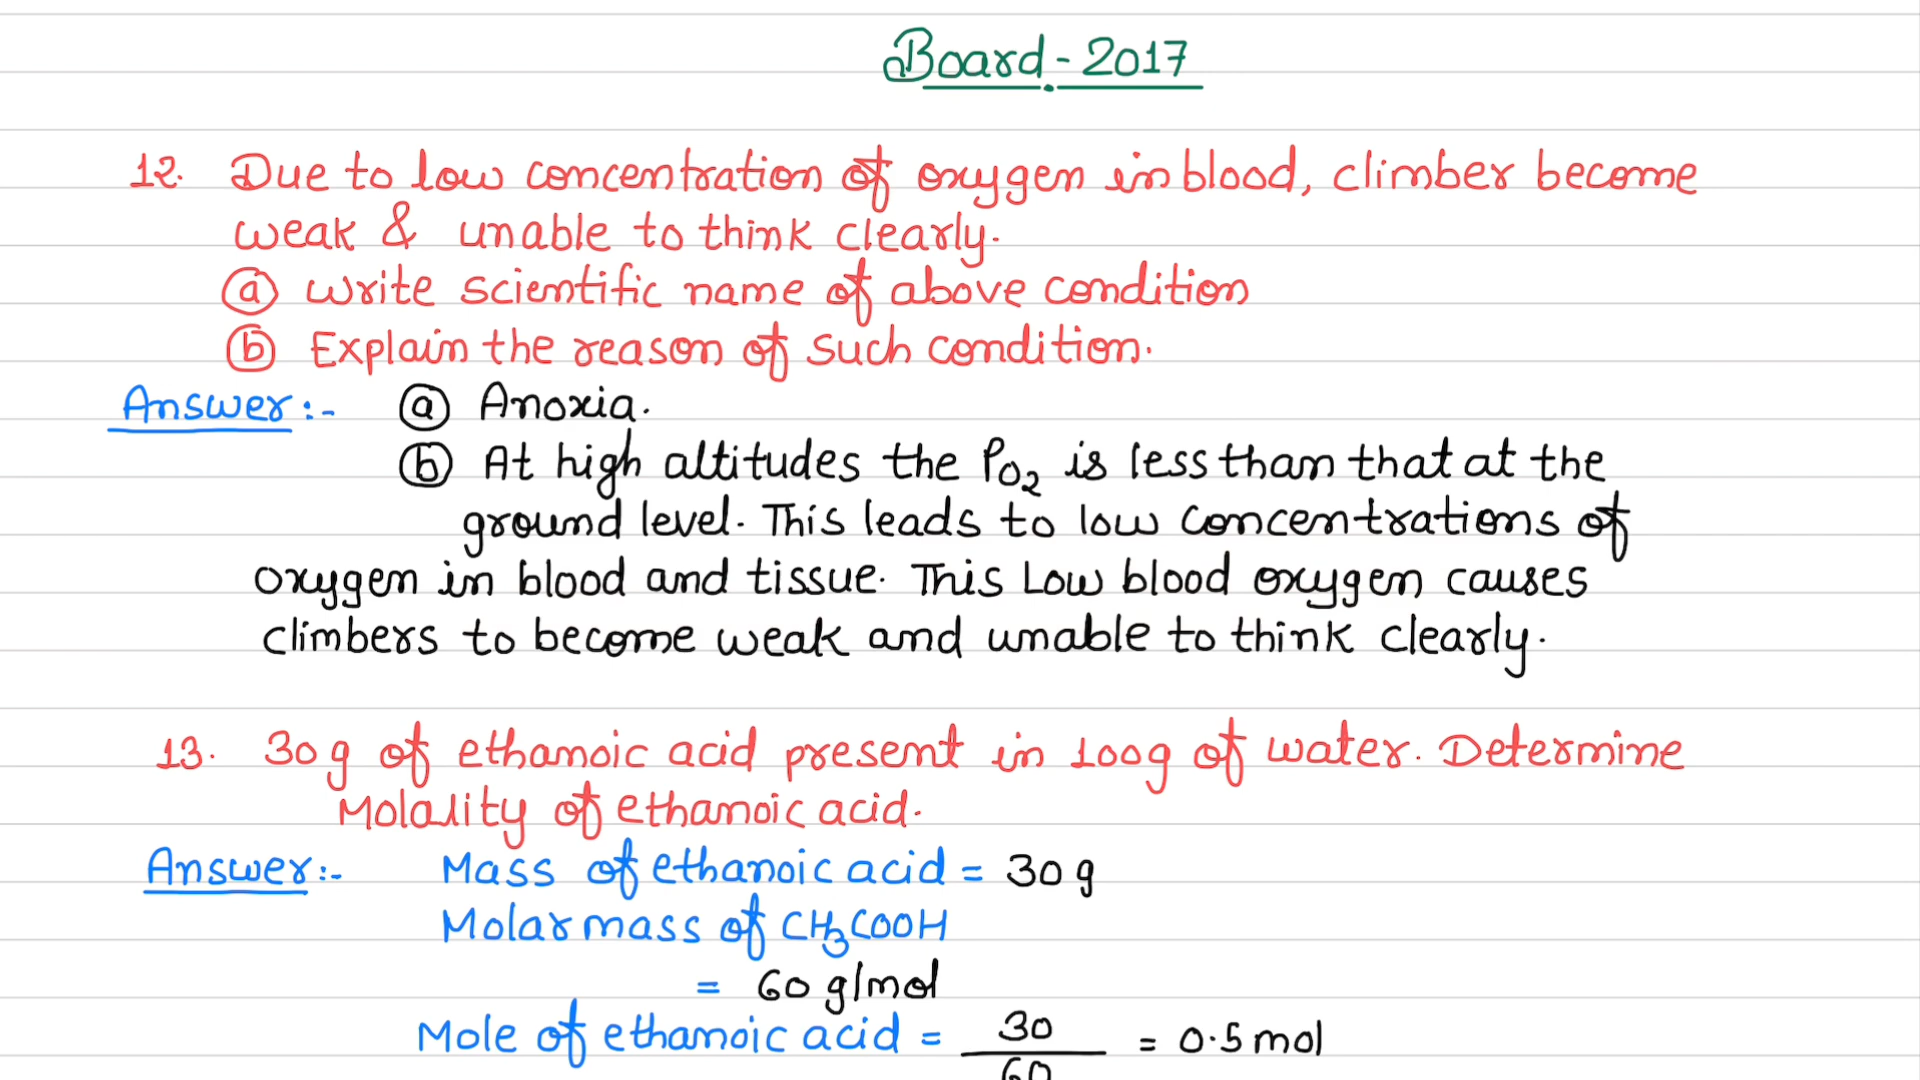 Board - 2017
12. Due to low concentration of oxygen in blood, climber become
weak & unable to think clearly.
(a) write scientific name of above condition
(b) Explain the reason of such condition.
Answer:- (a) Anoxia.
(b) At high altitudes the PO₂ is less than that at the
ground level. This leads to low concentrations of
oxygen in blood and tissue. This Low blood oxygen causes
climbers to become weak and unable to think clearly.
13. 30g of ethanoic acid present in 100g of water. Determine
Molality of ethanoic acid.
Answer:- Mass of ethanoic acid = 30 g
Molar mass of CH₃COOH
= 60 g/mol
Mole of ethanoic acid = 30/60 = 0.5 mol